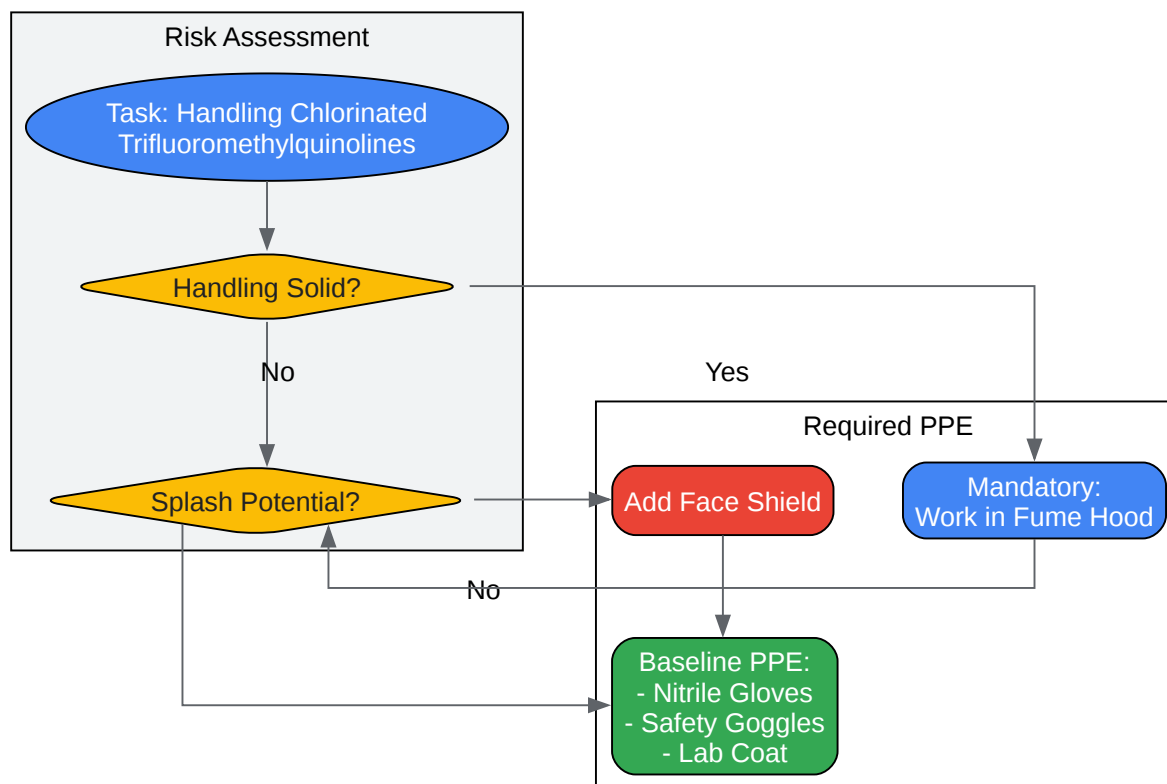 Risk Assessment
Task: Handling Chlorinated
Trifluoromethylquinolines
Handling Solid?
No
Yes
Required PPE
Splash Potential?
Add Face Shield
Mandatory:
Work in Fume Hood
No
Baseline PPE:
- Nitrile Gloves
- Safety Goggles
- Lab Coat